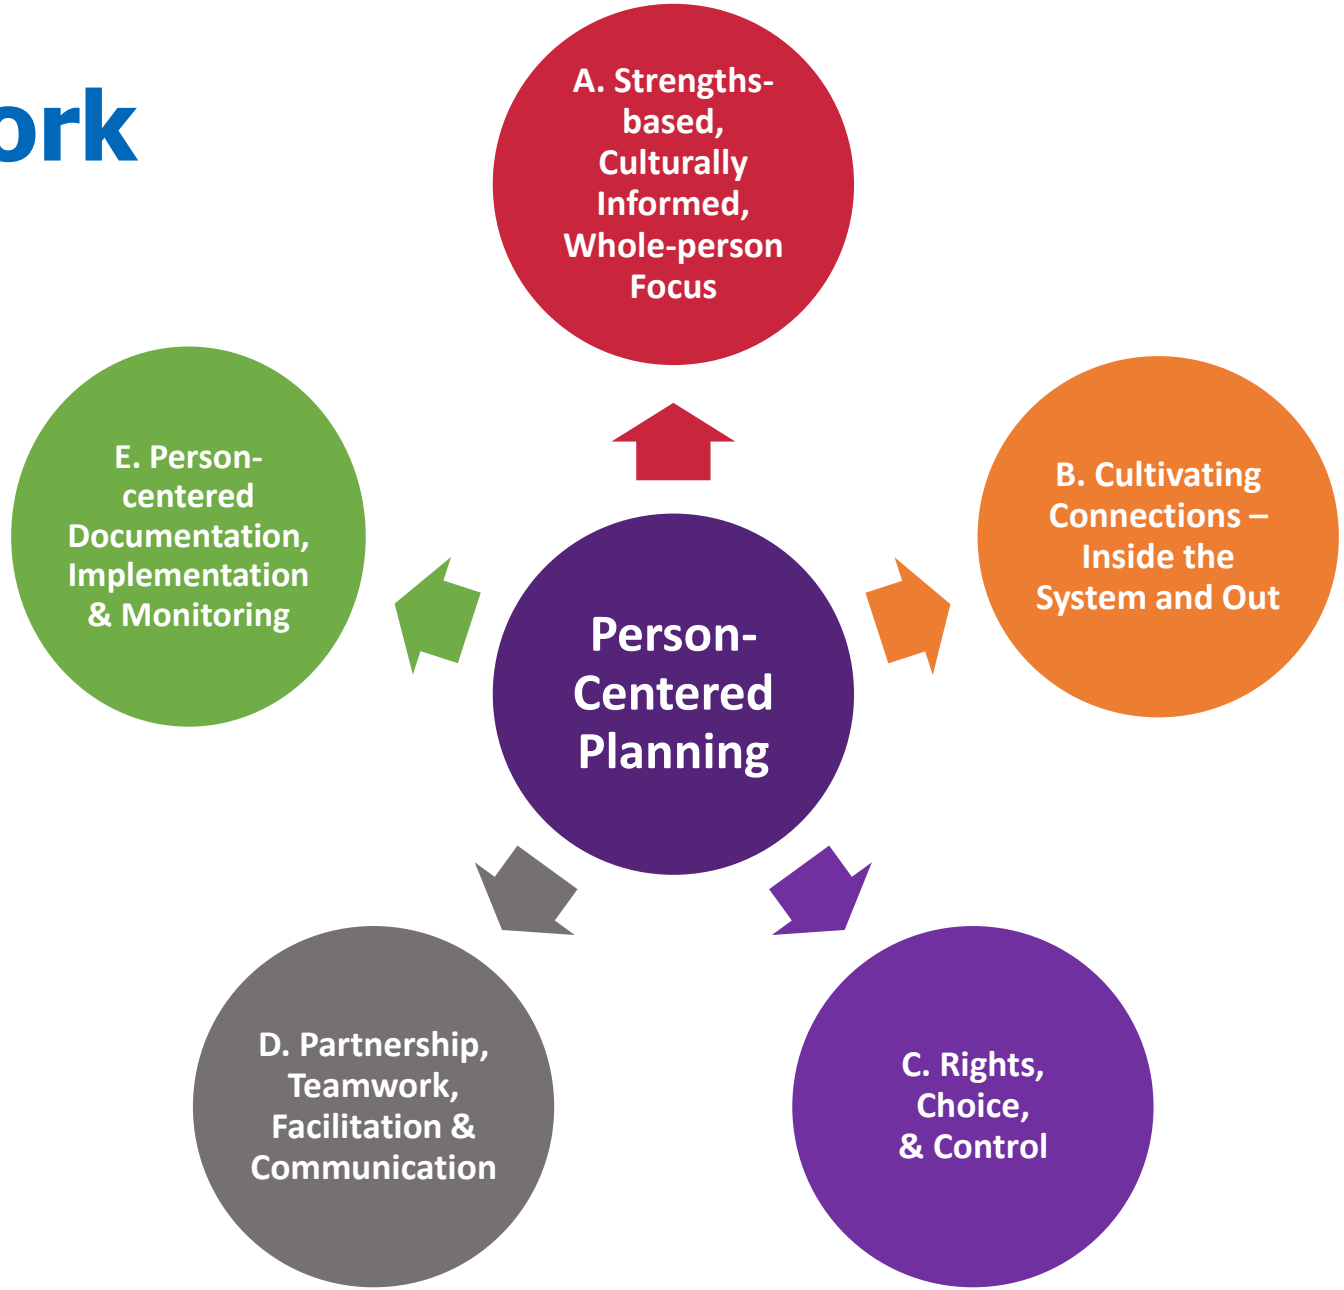 ork
A. Strengths-
based,
Culturally
Informed,
Whole-person
Focus
B. Cultivating
Connections –
Inside the
System and Out
C. Rights,
Choice,
& Control
D. Partnership,
Teamwork,
Facilitation &
Communication
E. Person-
centered
Documentation,
Implementation
& Monitoring
Person-
Centered
Planning